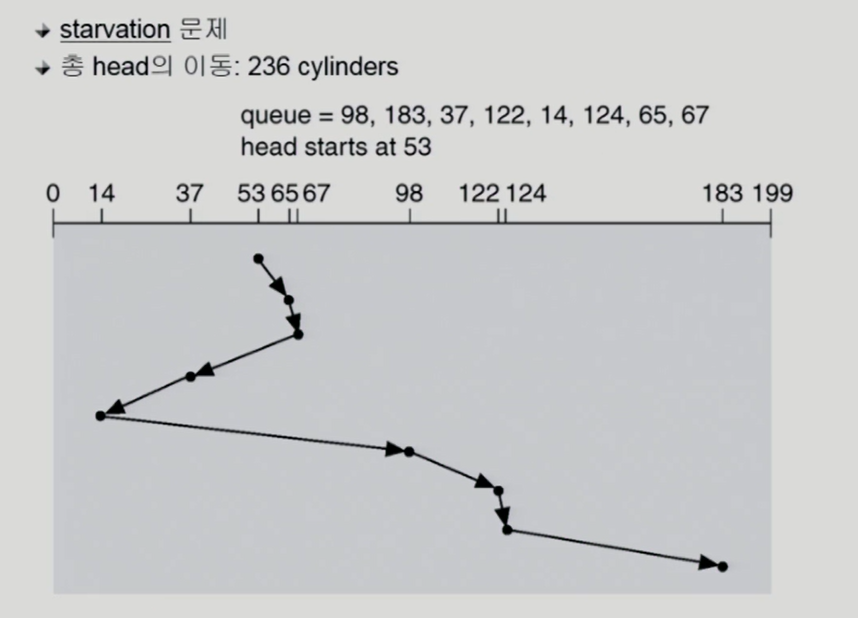 starvation 문제
총 head의 이동: 236 cylinders
queue = 98, 183, 37, 122, 14, 124, 65, 67
head starts at 53
0 14 37 53 65 67 98 122 124 183 199